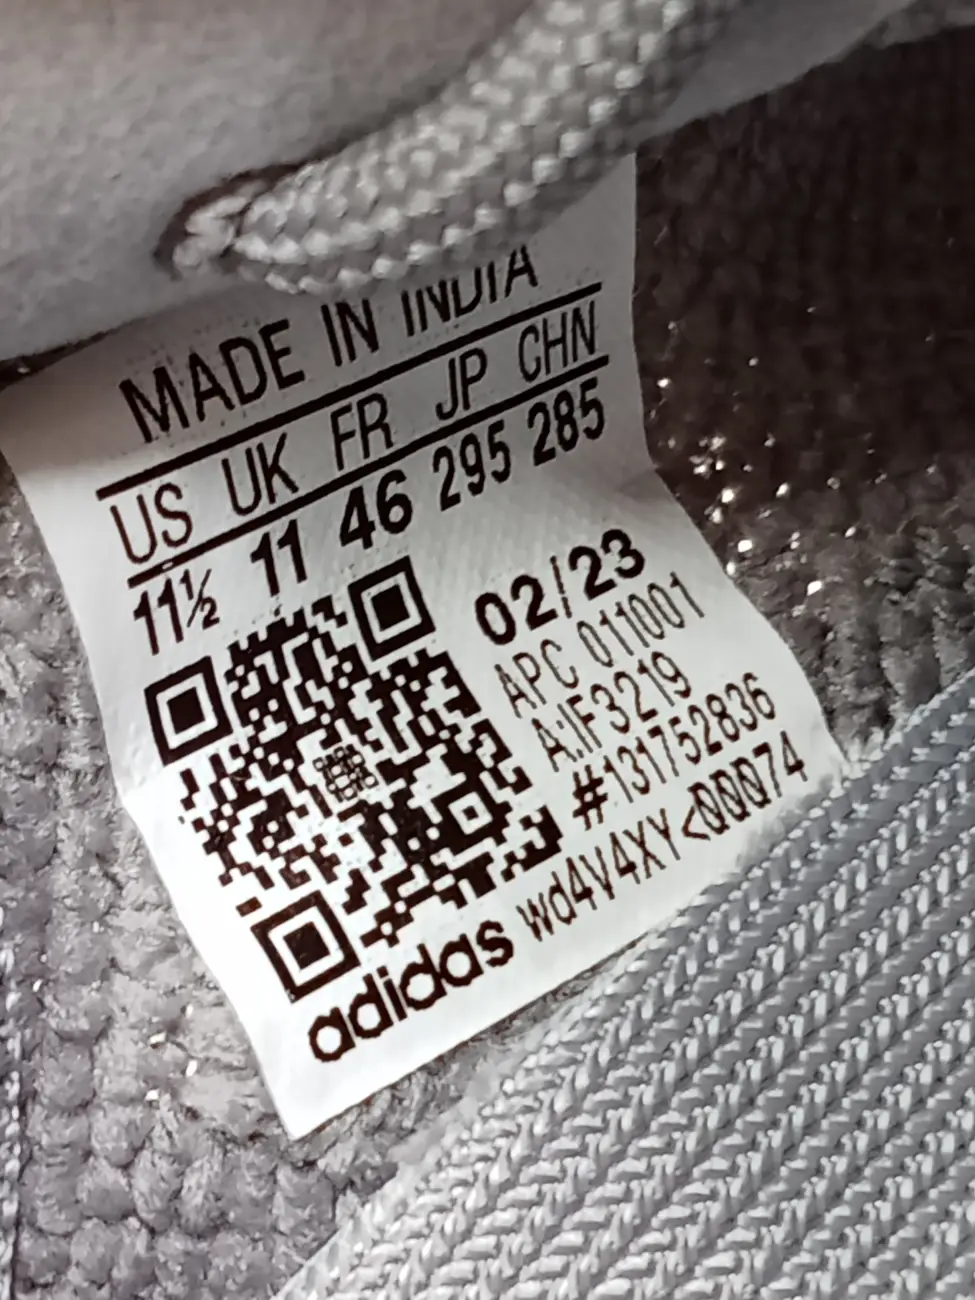 MADE IN INDIA
US UK FR JP CHN
11½ 11 46 295 285
02/23
APC 011001
A:IF3219
#131752836
adidas wd4V4XY<00074